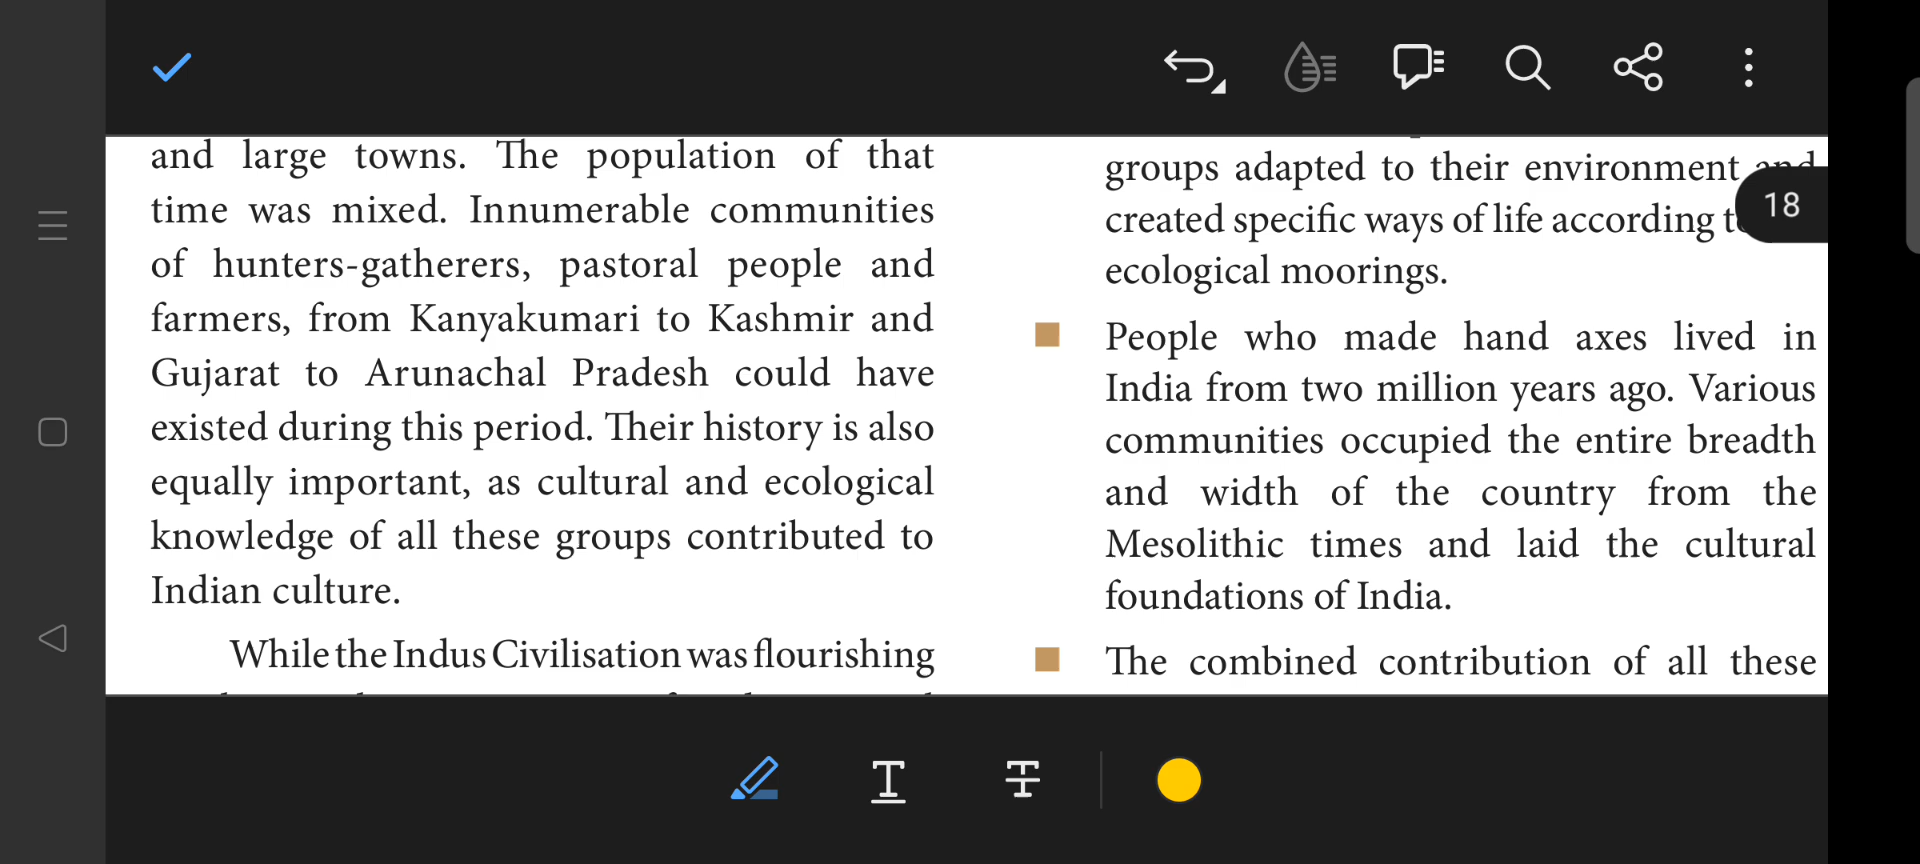 and large towns. The population of that
time was mixed. Innumerable communities
of hunters-gatherers, pastoral people and
farmers, from Kanyakumari to Kashmir and
Gujarat to Arunachal Pradesh could have
existed during this period. Their history is also
equally important, as cultural and ecological
knowledge of all these groups contributed to
Indian culture.
While the Indus Civilisation was flourishing
groups adapted to their environment and
created specific ways of life according
ecological moorings.
■ People who made hand axes lived in
India from two million years ago. Various
communities occupied the entire breadth
and width of the country from the
Mesolithic times and laid the cultural
foundations of India.
■ The combined contribution of all these
18